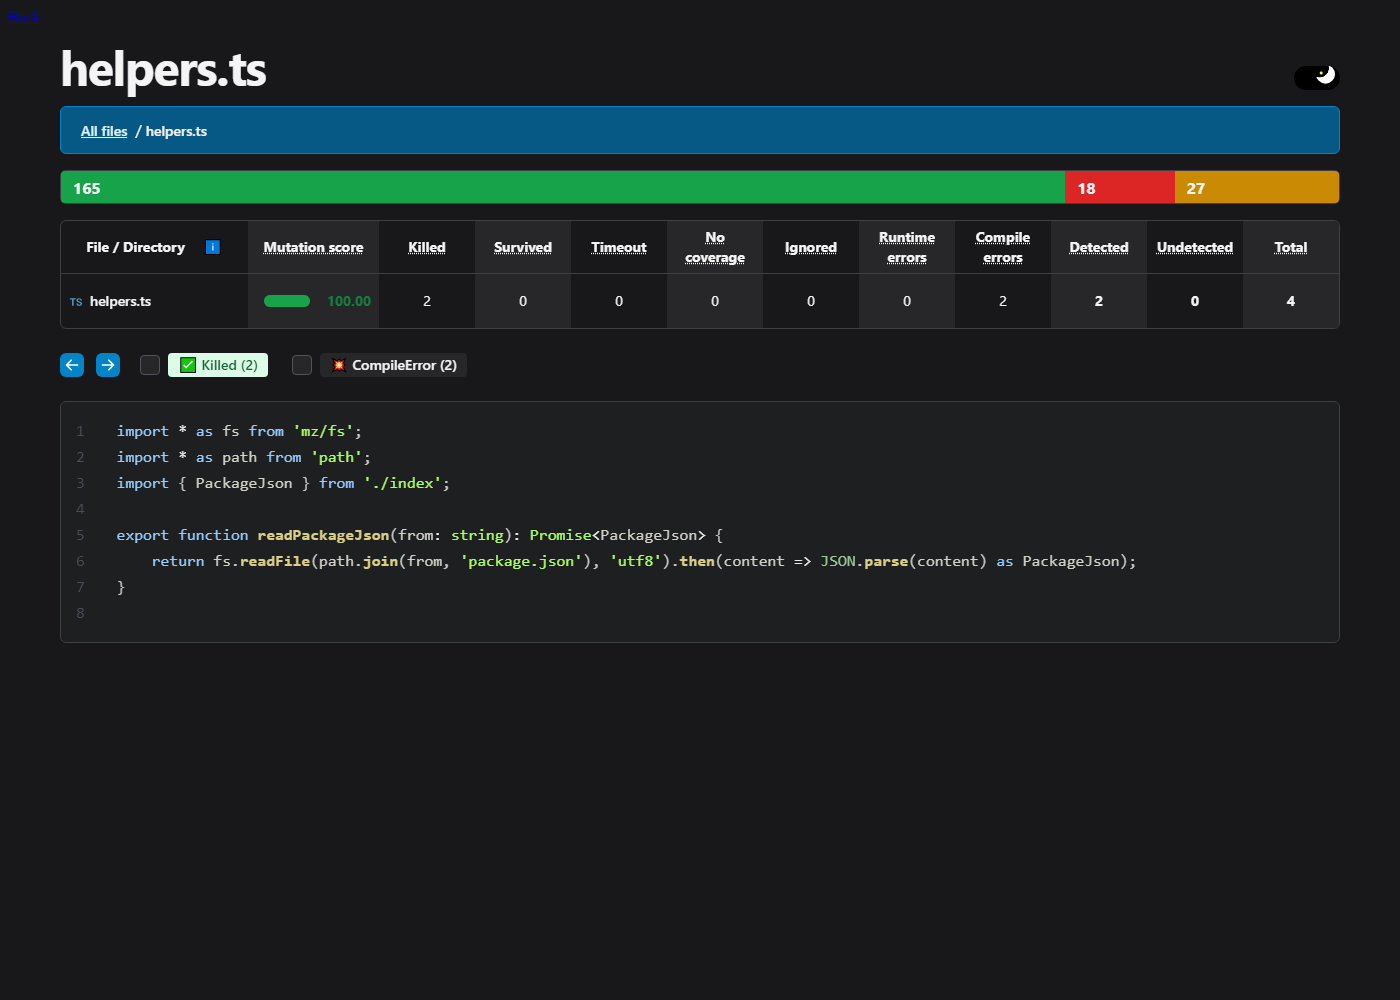 Back
helpers.ts
All files / helpers.ts
165 18 27
File / Directory i Mutation score Killed Survived Timeout No coverage Ignored Runtime errors Compile errors Detected Undetected Total
TS helpers.ts 100.00 2 0 0 0 0 0 2 2 0 4
✅ Killed (2) 💥 CompileError (2)
1 import * as fs from 'mz/fs';
2 import * as path from 'path';
3 import { PackageJson } from './index';
4
5 export function readPackageJson(from: string): Promise<PackageJson> {
6 return fs.readFile(path.join(from, 'package.json'), 'utf8').then(content => JSON.parse(content) as PackageJson);
7 }
8